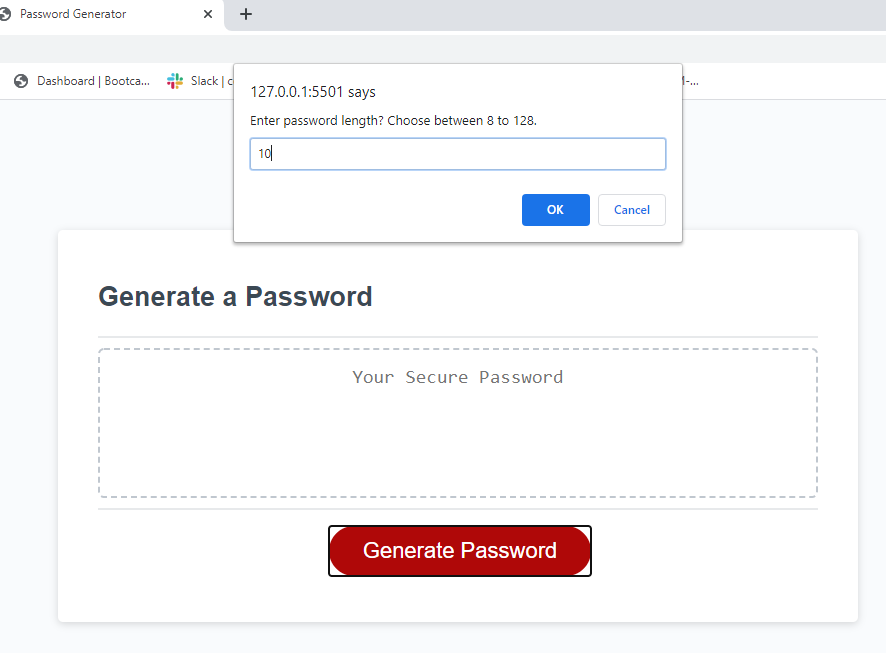 Password Generator
Dashboard | Bootca...
Slack | c
-...
127.0.0.1:5501 says
Enter password length? Choose between 8 to 128.
10
OK
Cancel
Generate a Password
Your Secure Password
Generate Password